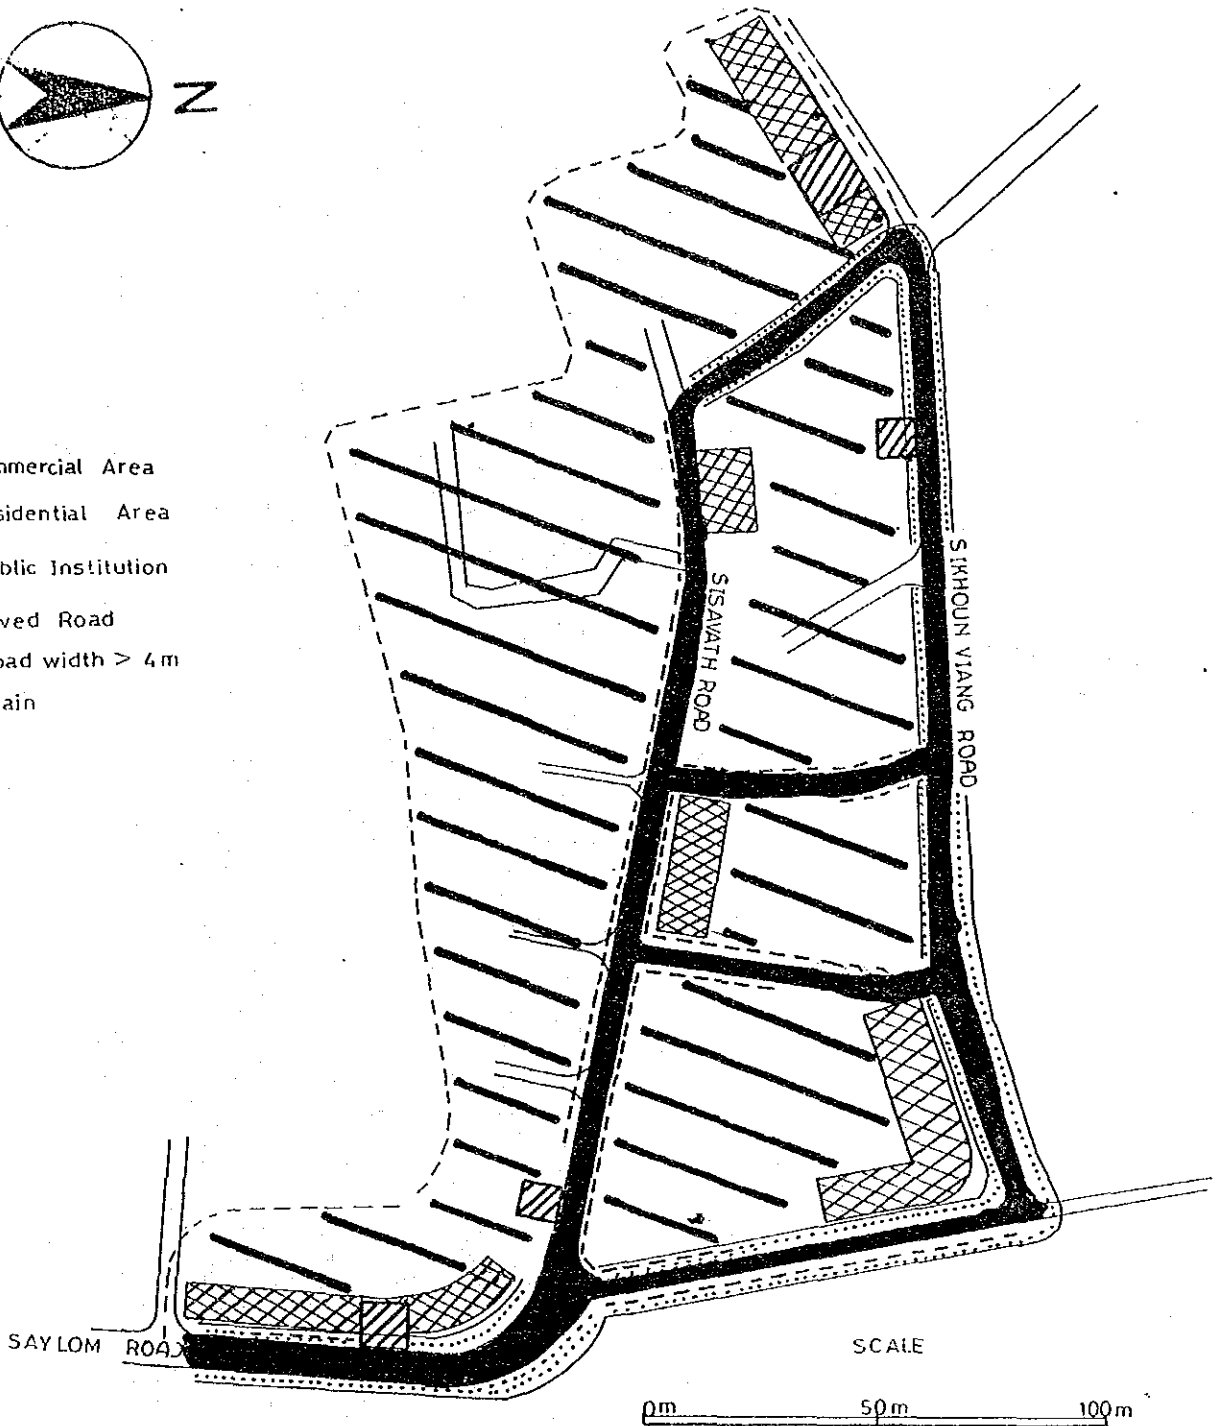 N
mmercial Area
sidential Area
blic Institution
ved Road
oad width > 4m
ain
SISAVATH ROAD
SIKHOUN VIANG ROAD
SAYLOM ROAD
SCALE
0m 50m 100m